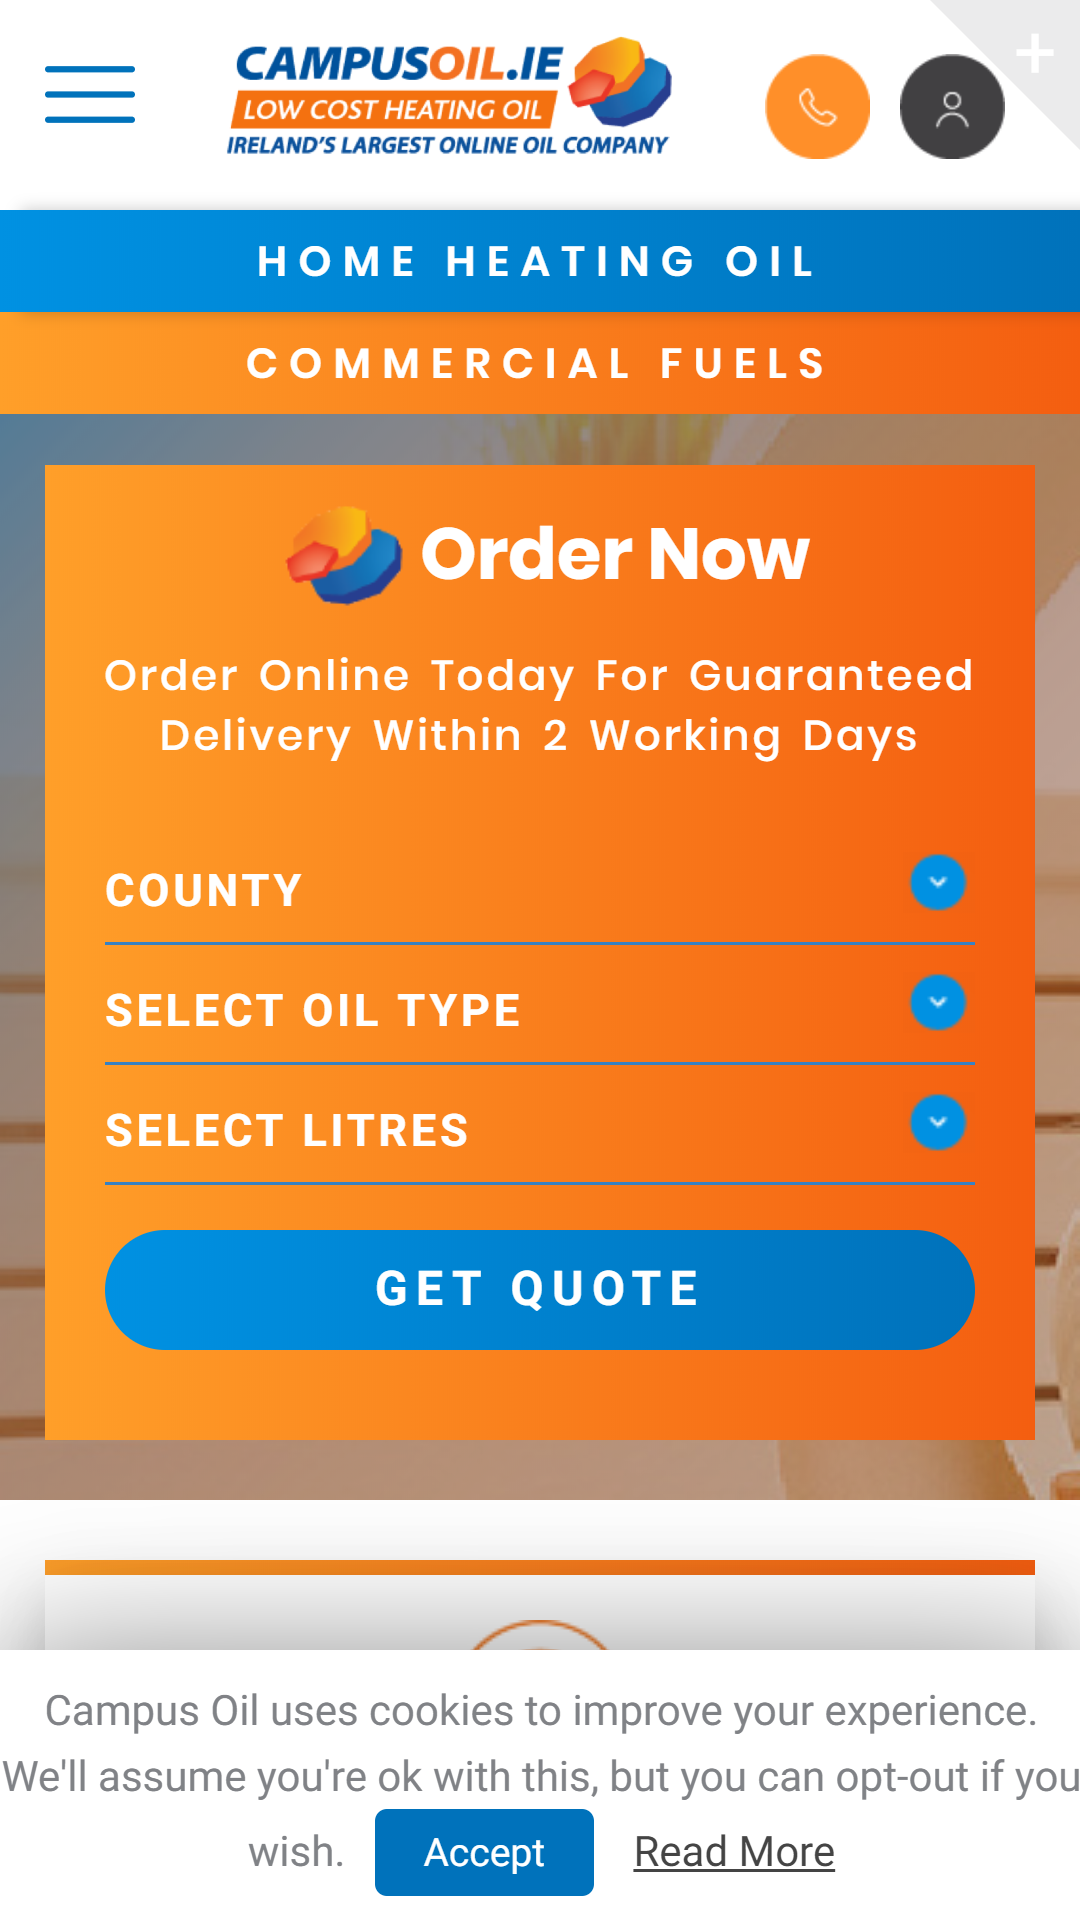 CAMPUSOIL.IE
LOW COST HEATING OIL
IRELAND'S LARGEST ONLINE OIL COMPANY
HOME HEATING OIL
COMMERCIAL FUELS
Order Now
Order Online Today For Guaranteed
Delivery Within 2 Working Days
COUNTY
SELECT OIL TYPE
SELECT LITRES
GET QUOTE
Campus Oil uses cookies to improve your experience.
We'll assume you're ok with this, but you can opt-out if you
wish. Accept Read More